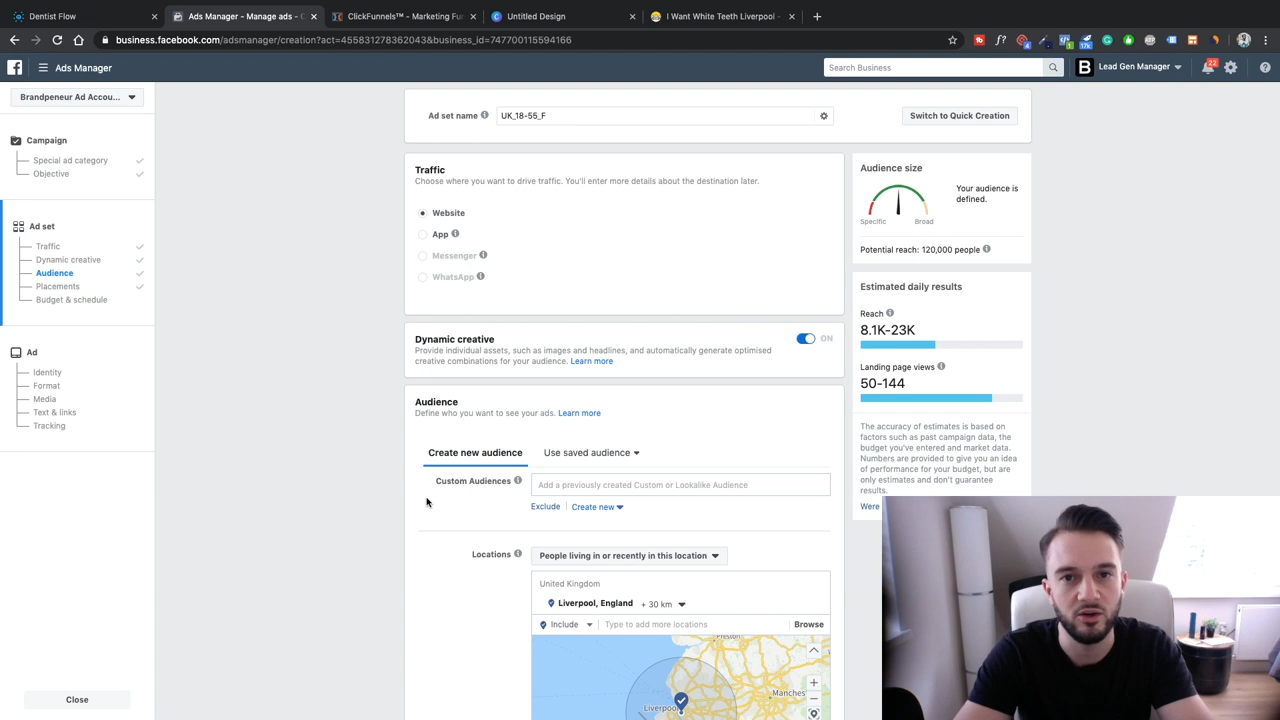 Dentist Flow
Ads Manager - Manage ads - C
ClickFunnels™ - Marketing Fu
Untitled Design
I Want White Teeth Liverpool -
business.facebook.com/adsmanager/creation?act=455831278362043&business_id=747700115594166
Ads Manager
Search Business
B
Lead Gen Manager
22
Brandpeneur Ad Accou...
Campaign
Special ad category
Objective
Ad set
Traffic
Dynamic creative
Audience
Placements
Budget & schedule
Ad
Identity
Format
Media
Text & links
Tracking
Close
Ad set name
UK_18-55_F
Switch to Quick Creation
Traffic
Choose where you want to drive traffic. You'll enter more details about the destination later.
Website
App
Messenger
WhatsApp
Dynamic creative
ON
Provide individual assets, such as images and headlines, and automatically generate optimised
creative combinations for your audience. Learn more
Audience
Define who you want to see your ads. Learn more
Create new audience
Use saved audience
Custom Audiences
Add a previously created Custom or Lookalike Audience
Exclude
Create new
Locations
People living in or recently in this location
United Kingdom
Liverpool, England + 30 km
Include
Type to add more locations
Browse
Preston
Manches
Liverpool
Audience size
Your audience is
defined.
Specific
Broad
Potential reach: 120,000 people
Estimated daily results
Reach
8.1K-23K
Landing page views
50-144
The accuracy of estimates is based on
factors such as past campaign data, the
budget you've entered and market data.
Numbers are provided to give you an idea
of performance for your budget, but are
only estimates and don't guarantee
results.
Were